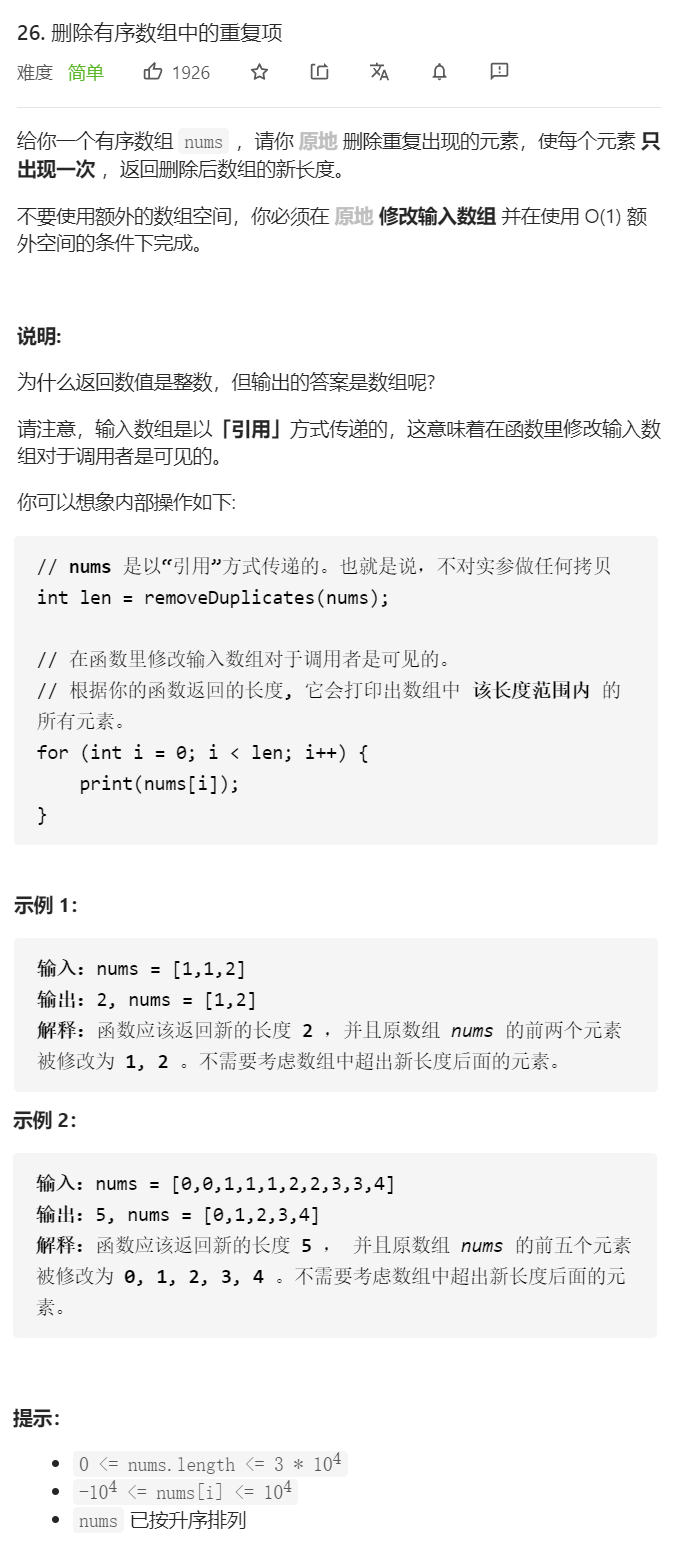 26. 删除有序数组中的重复项
难度 简单 1926
给你一个有序数组 nums ，请你 原地 删除重复出现的元素，使每个元素 只
出现一次 ，返回删除后数组的新长度。
不要使用额外的数组空间，你必须在 原地 修改输入数组 并在使用 O(1) 额
外空间的条件下完成。
说明:
为什么返回数值是整数，但输出的答案是数组呢?
请注意，输入数组是以「引用」方式传递的，这意味着在函数里修改输入数
组对于调用者是可见的。
你可以想象内部操作如下:
// nums 是以“引用”方式传递的。也就是说，不对实参做任何拷贝
int len = removeDuplicates(nums);
// 在函数里修改输入数组对于调用者是可见的。
// 根据你的函数返回的长度, 它会打印出数组中 该长度范围内 的
所有元素。
for (int i = 0; i < len; i++) {
    print(nums[i]);
}
示例 1：
输入：nums = [1,1,2]
输出：2, nums = [1,2]
解释：函数应该返回新的长度 2 ，并且原数组 nums 的前两个元素
被修改为 1, 2 。不需要考虑数组中超出新长度后面的元素。
示例 2：
输入：nums = [0,0,1,1,1,2,2,3,3,4]
输出：5, nums = [0,1,2,3,4]
解释：函数应该返回新的长度 5 ， 并且原数组 nums 的前五个元素
被修改为 0, 1, 2, 3, 4 。不需要考虑数组中超出新长度后面的元
素。
提示：
• 0 <= nums.length <= 3 * 10⁴
• -10⁴ <= nums[i] <= 10⁴
• nums 已按升序排列